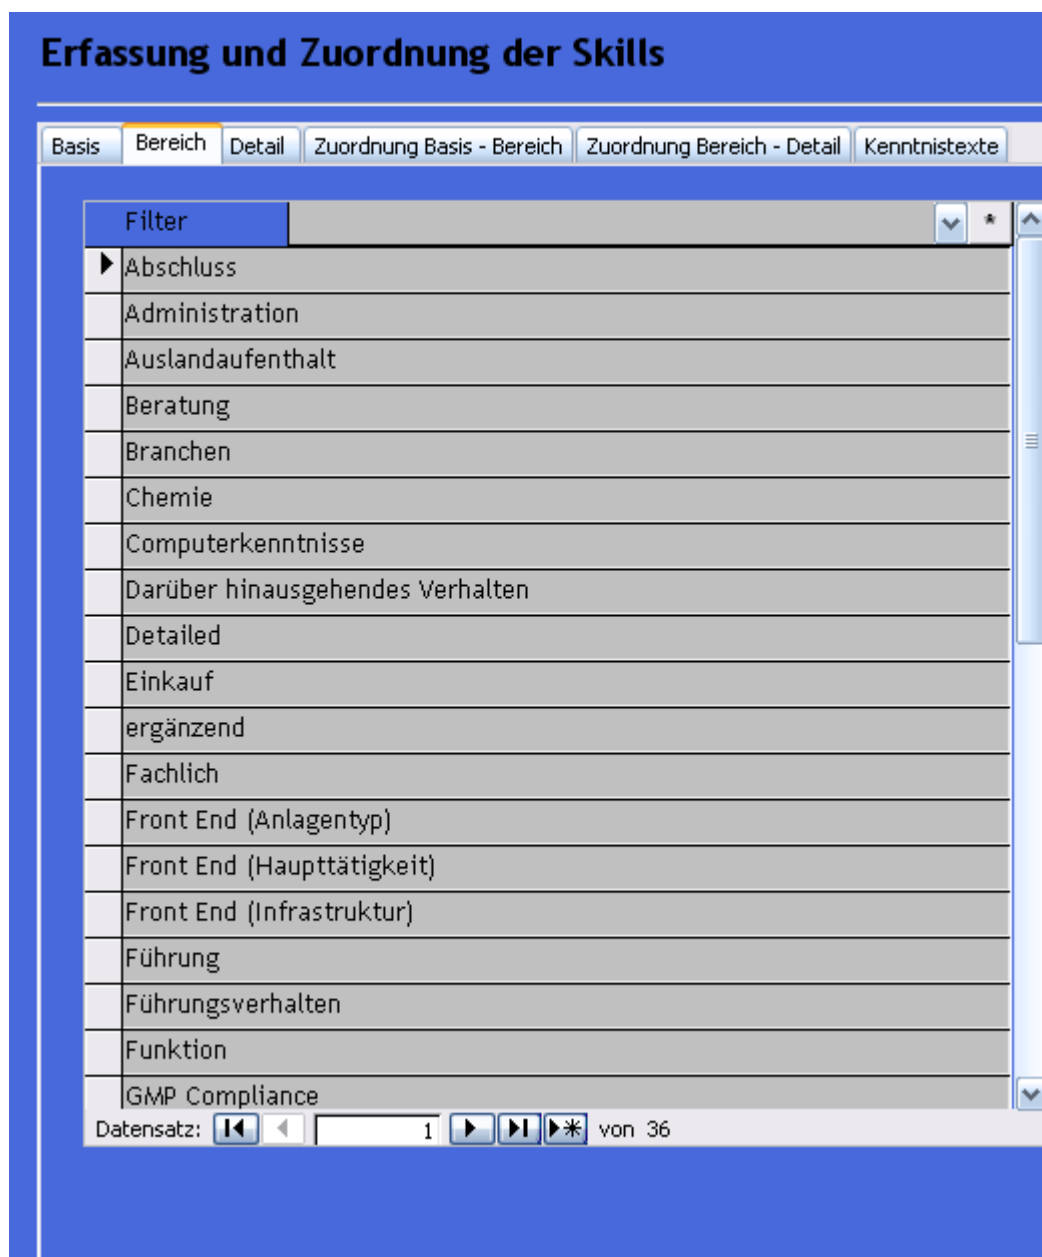 Erfassung und Zuordnung der Skills
Basis Bereich Detail Zuordnung Basis - Bereich Zuordnung Bereich - Detail Kenntnistexte
Filter *
Abschluss
Administration
Auslandaufenthalt
Beratung
Branchen
Chemie
Computerkenntnisse
Darüber hinausgehendes Verhalten
Detailed
Einkauf
ergänzend
Fachlich
Front End (Anlagentyp)
Front End (Haupttätigkeit)
Front End (Infrastruktur)
Führung
Führungsverhalten
Funktion
GMP Compliance
Datensatz: 1 von 36